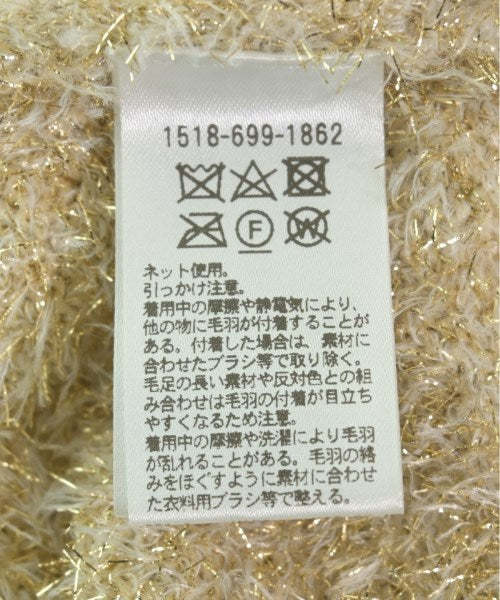 1518-699-1862
F W
ネット使用。
引っかけ注意。
着用中の摩擦や静電気により、
他の物に毛羽が付着することが
ある。付着した場合は、素材に
合わせたブラシ等で取り除く。
毛足の長い素材や反対色との組
み合わせは毛羽の付着が目立ち
やすくなるため注意。
着用中の摩擦や洗濯により毛羽
が乱れることがある。毛羽の絡
みをほぐすように素材に合わせ
た衣料用ブラシ等で整える。